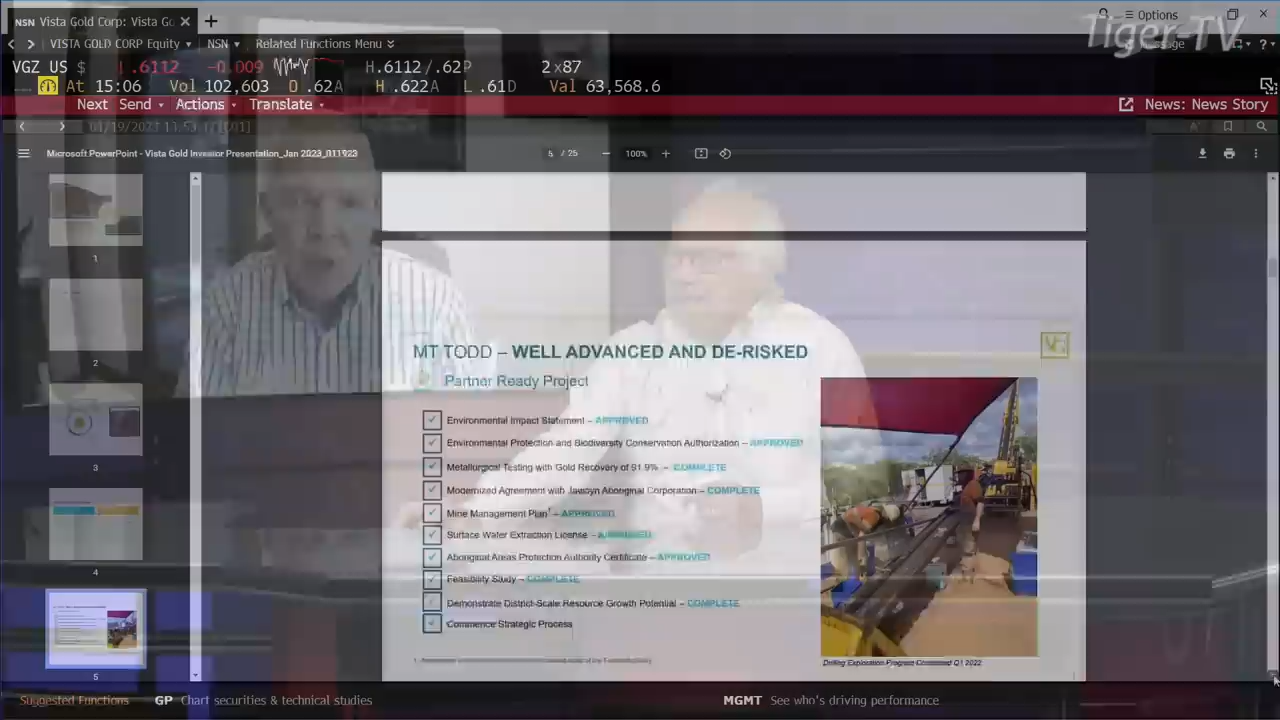 NSN Vista Gold Corp: Vista Go
Options
Tiger-TV
VISTA GOLD CORP Equity NSN Related Functions Menu
Message
VGZ US $ .6112 -0.009 H.6112/.62P 2x87
At 15:06 Vol 102,603 O .62A H .622A L .61D Val 63,568.6
Next Send Actions Translate News: News Story
01/19/2023 11:53
Microsoft PowerPoint - Vista Gold Investor Presentation_Jan 2023_011923 5 / 25 100%
1
2
3
4
5
MT TODD – WELL ADVANCED AND DE-RISKED
Partner Ready Project
Environmental Impact Statement – APPROVED
Environmental Protection and Biodiversity Conservation Authorization – APPROVED
Metallurgical Testing with Gold Recovery of 91.9% – COMPLETE
Modernized Agreement with Jawoyn Aboriginal Corporation – COMPLETE
Mine Management Plan¹ – APPROVED
Surface Water Extraction License – APPROVED
Aboriginal Areas Protection Authority Certificate – APPROVED
Feasibility Study – COMPLETE
Demonstrate District-Scale Resource Growth Potential – COMPLETE
Commence Strategic Process
Drilling Exploration Program Completed Q1 2022
Suggested Functions GP Chart securities & technical studies MGMT See who's driving performance